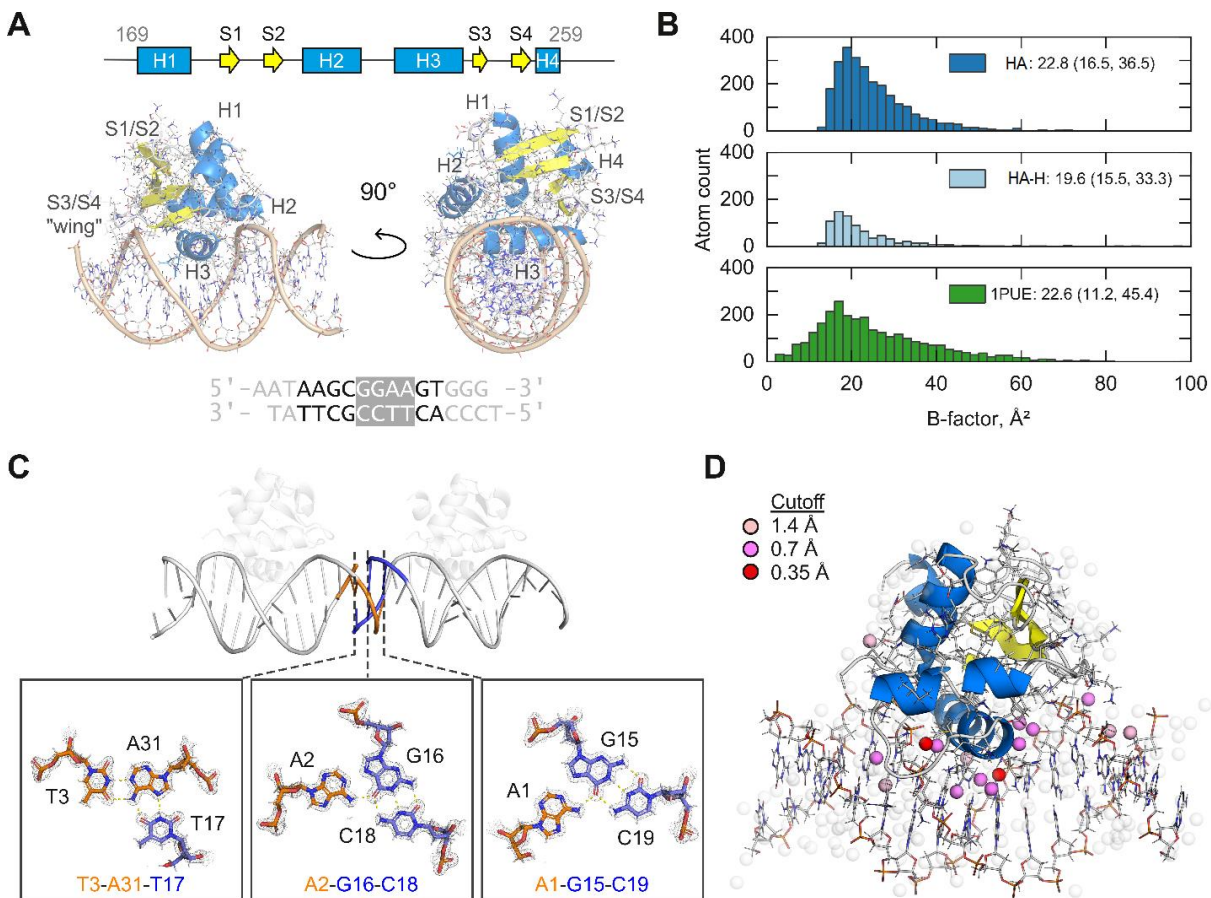 A
169 S1 S2 S3 S4 259
H1 H2 H3 H4
S1/S2 H1
S3/S4
"wing"
H2
H3
90°
H1
S1/S2
H2
H4
S3/S4
H3
5'-AATAAGCGGAAGTGGG -3'
3'- TATTCGCCTTCACCCT-5'
B
400
200
0
HA: 22.8 (16.5, 36.5)
400
200
0
HA-H: 19.6 (15.5, 33.3)
400
200
0
1PUE: 22.6 (11.2, 45.4)
Atom count
0 20 40 60 80 100
B-factor, Å²
C
A31
T3
T17
T3-A31-T17
G16
A2
C18
A2-G16-C18
G15
A1
C19
A1-G15-C19
D
Cutoff
1.4 Å
0.7 Å
0.35 Å